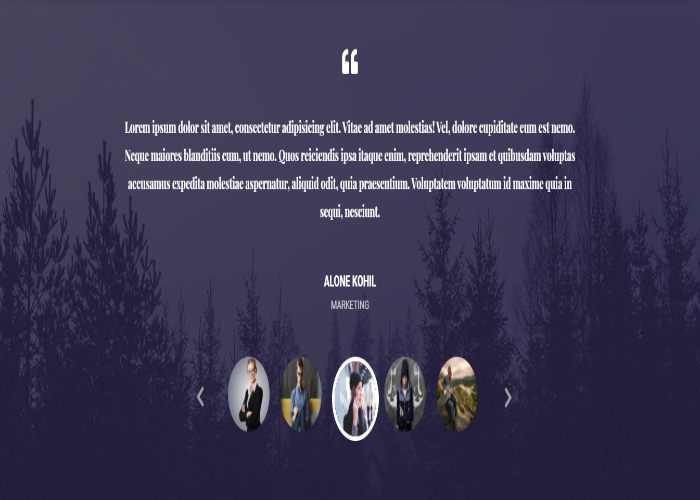 “
Lorem ipsum dolor sit amet, consectetur adipisicing elit. Vitae ad amet molestias! Vel, dolore cupiditate eum est nemo.
Neque maiores blanditiis cum, ut nemo. Quos reiciendis ipsa itaque enim, reprehenderit ipsam et quibusdam voluptas
accusamus expedita molestiae aspernatur, aliquid odit, quia praesentium. Voluptatem voluptatum id maxime quia in
sequi, nesciunt.
ALONE KOHIL
MARKETING